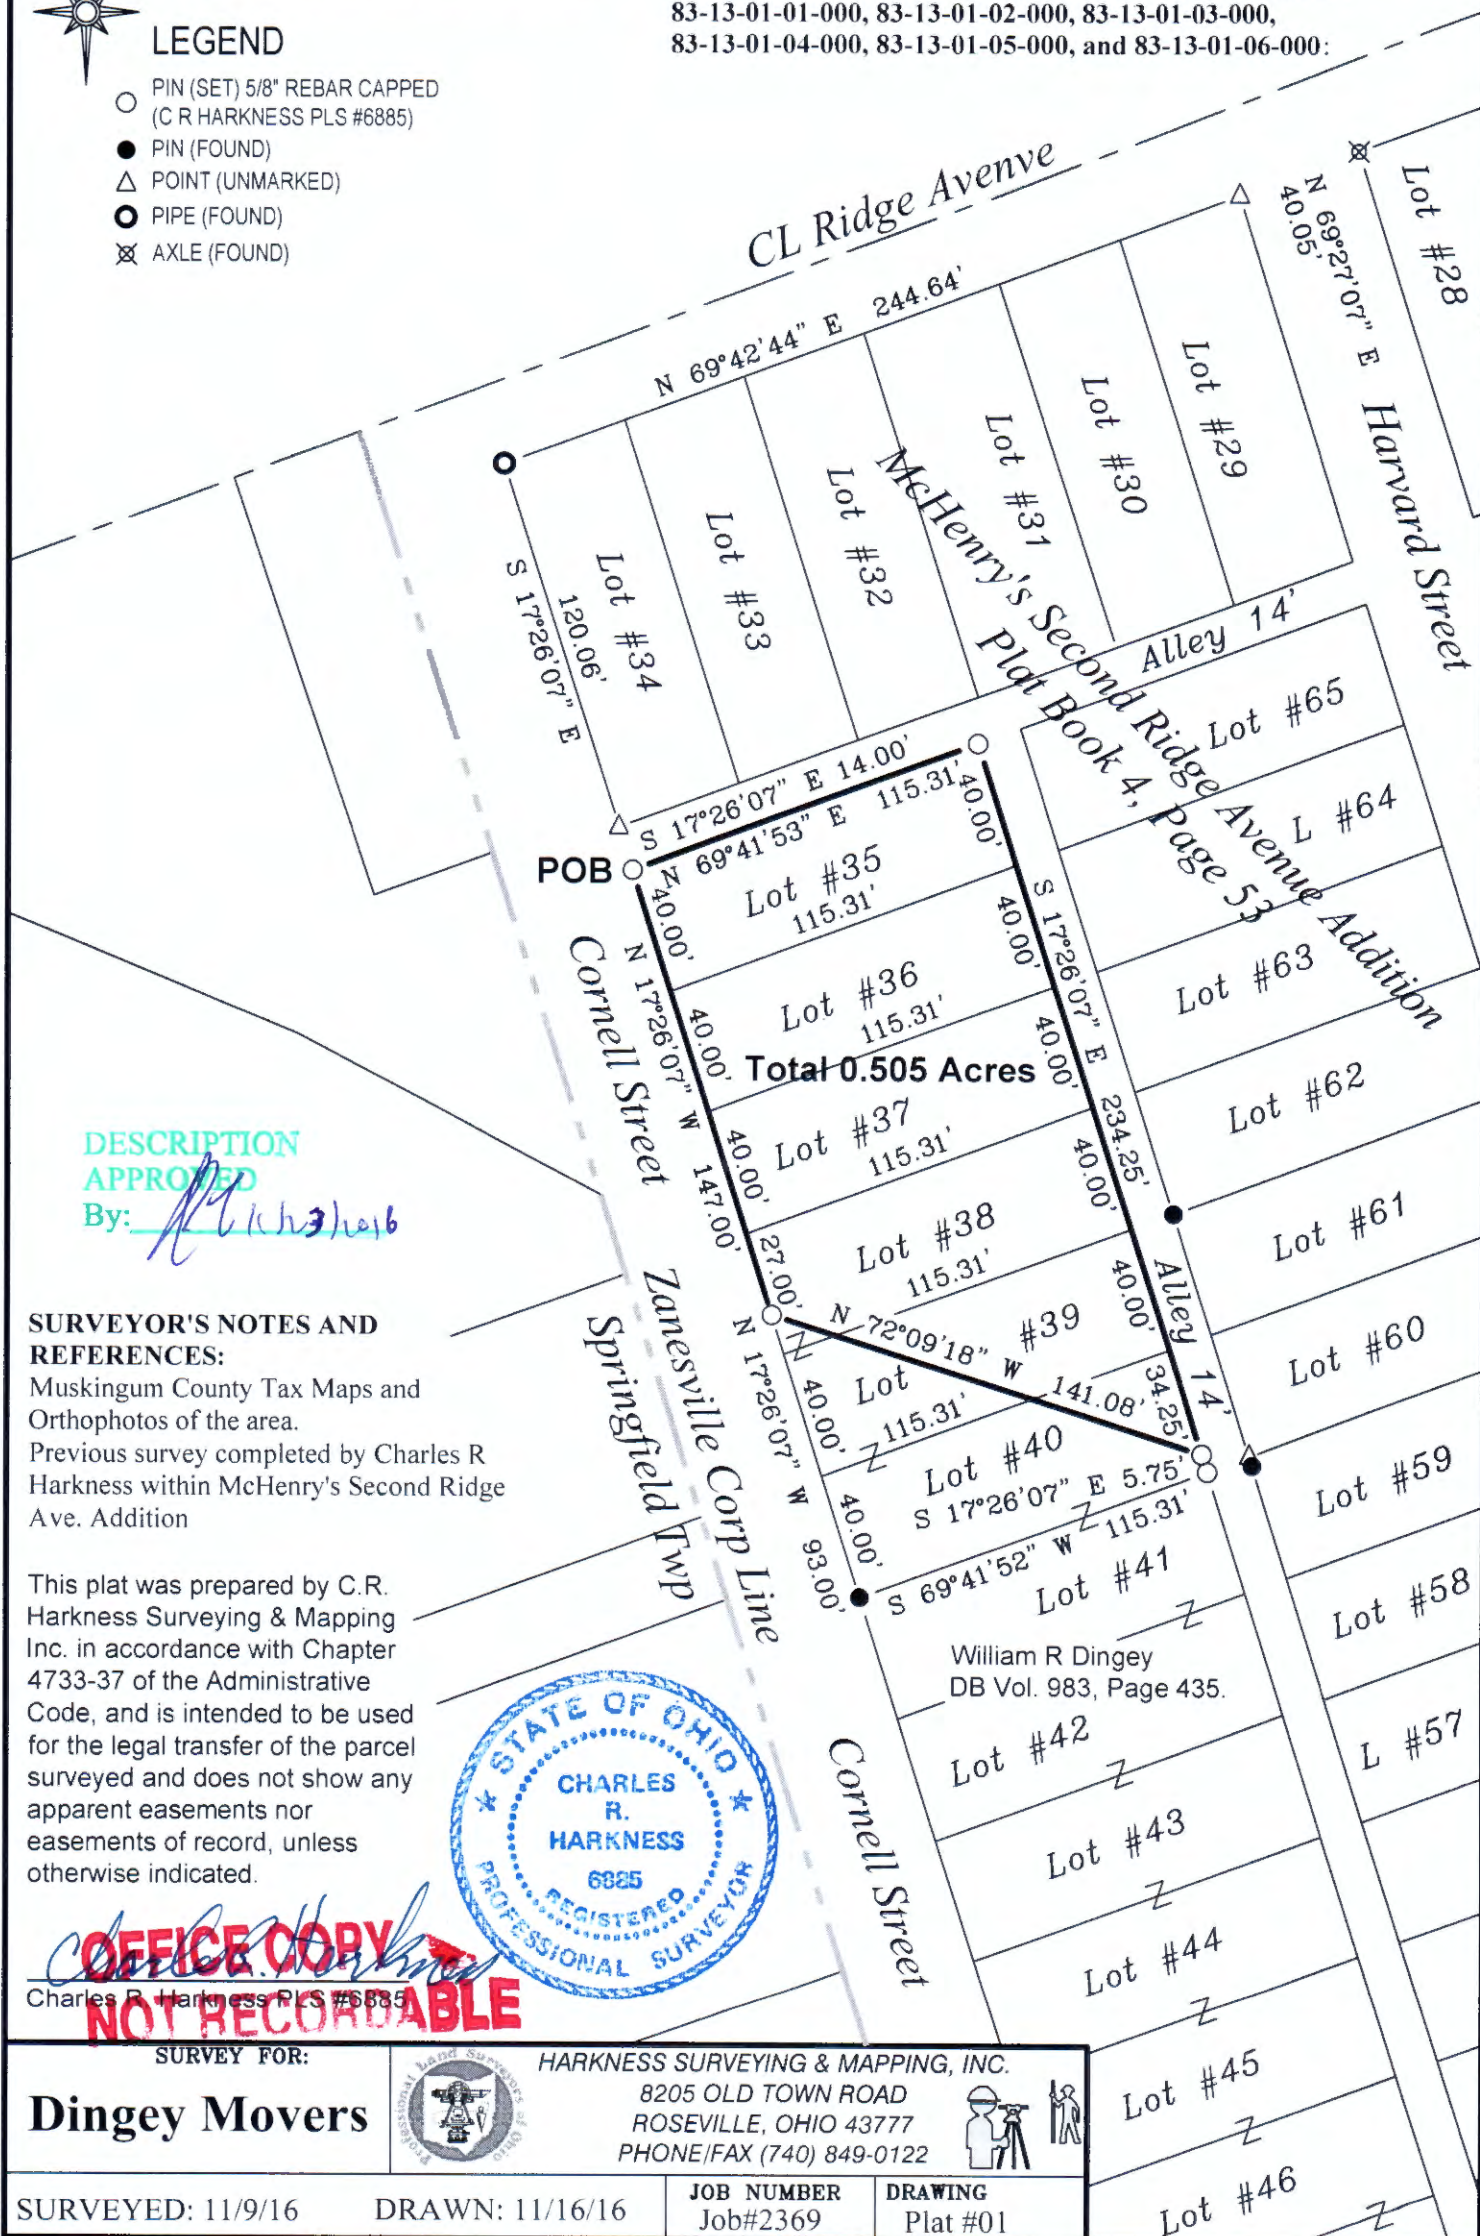 83-13-01-01-000, 83-13-01-02-000, 83-13-01-03-000,
83-13-01-04-000, 83-13-01-05-000, and 83-13-01-06-000:
LEGEND
PIN (SET) 5/8" REBAR CAPPED
(C R HARKNESS PLS #6885)
PIN (FOUND)
POINT (UNMARKED)
PIPE (FOUND)
AXLE (FOUND)
CL Ridge Avenve
N 69°42'44" E 244.64'
N 69°27'07" E
40.05'
Lot #28
Lot #29
Lot #30
Lot #31
Lot #32
Lot #33
Lot #34
Harvard Street
S 17°26'07" E
120.06'
McHenry's Second Ridge Avenue Addition
Plat Book 4, Page 53
Alley 14'
Lot #65
L #64
Lot #63
Lot #62
Lot #61
Lot #60
Lot #59
Lot #58
L #57
S 17°26'07" E 14.00'
N 69°41'53" E 115.31'
POB
40.00'
40.00'
Lot #35
115.31'
N 17°26'07" W 147.00'
S 17°26'07" E 234.25'
40.00'
40.00'
Lot #36
115.31'
Total 0.505 Acres
40.00'
40.00'
Lot #37
115.31'
27.00'
40.00'
Lot #38
115.31'
N 72°09'18" W 141.08'
40.00'
Lot #39
115.31'
40.00'
34.25'
Alley 14'
Lot #40
40.00'
S 17°26'07" E 5.75'
N 17°26'07" W 93.00'
S 69°41'52" W 115.31'
Lot #41
William R Dingey
DB Vol. 983, Page 435.
Lot #42
Lot #43
Lot #44
Lot #45
Lot #46
Cornell Street
Zanesville Corp Line
Springfield Twp
Cornell Street
DESCRIPTION
APPROVED
By:
SURVEYOR'S NOTES AND
REFERENCES:
Muskingum County Tax Maps and
Orthophotos of the area.
Previous survey completed by Charles R
Harkness within McHenry's Second Ridge
Ave. Addition
This plat was prepared by C.R.
Harkness Surveying & Mapping
Inc. in accordance with Chapter
4733-37 of the Administrative
Code, and is intended to be used
for the legal transfer of the parcel
surveyed and does not show any
apparent easements nor
easements of record, unless
otherwise indicated.
STATE OF OHIO
CHARLES
R.
HARKNESS
6885
REGISTERED
PROFESSIONAL SURVEYOR
OFFICE COPY
Charles R. Harkness PLS #6885
NOT RECORDABLE
SURVEY FOR:
Dingey Movers
Professional Land Surveyors of Ohio
HARKNESS SURVEYING & MAPPING, INC.
8205 OLD TOWN ROAD
ROSEVILLE, OHIO 43777
PHONE/FAX (740) 849-0122
SURVEYED: 11/9/16
DRAWN: 11/16/16
JOB NUMBER
Job#2369
DRAWING
Plat #01